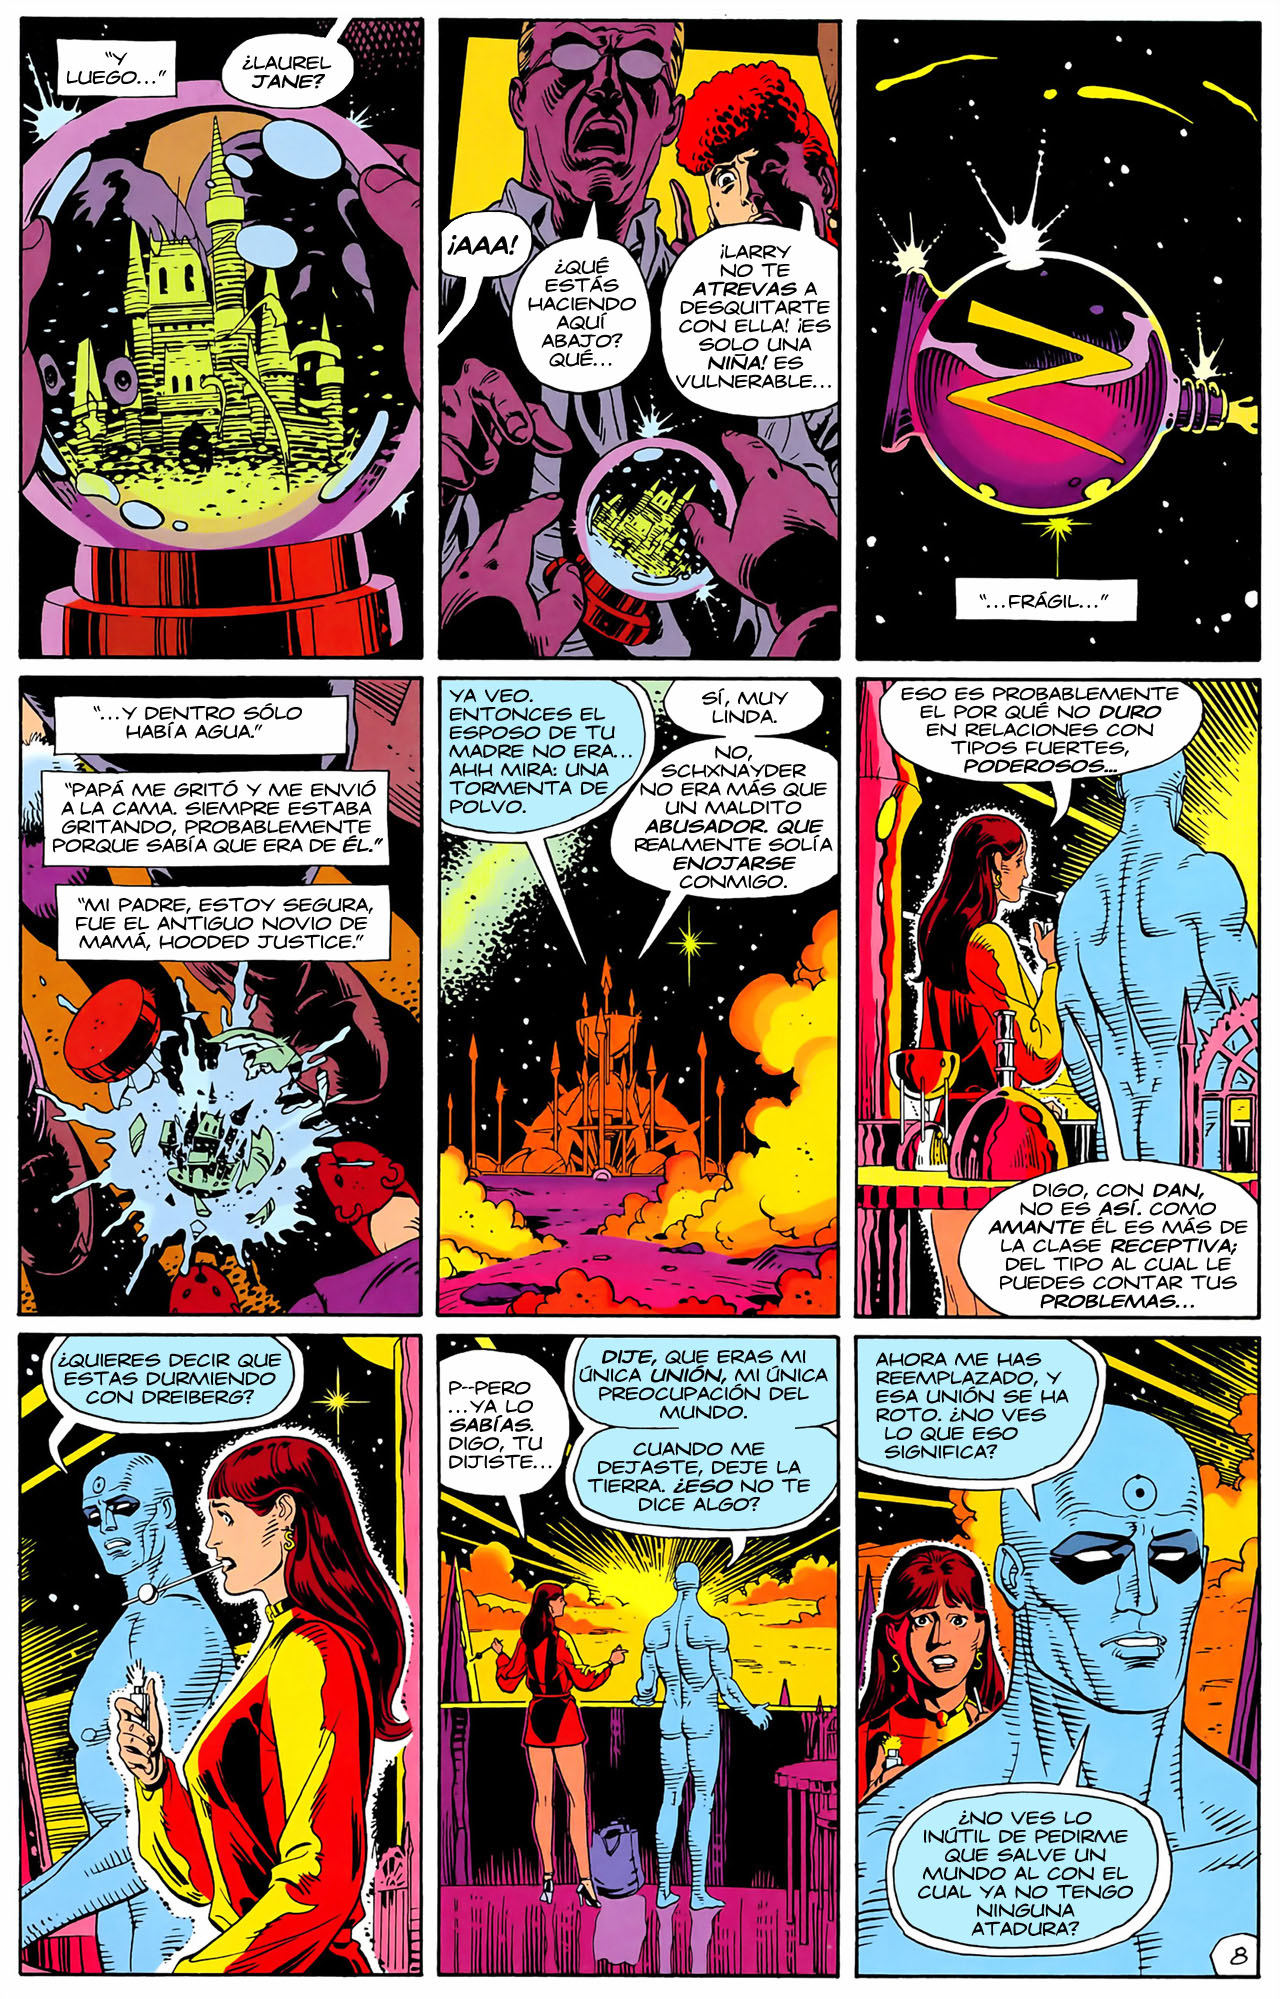 "Y
LUEGO..."
¿LAUREL
JANE?
¡AAA!
¿QUÉ
ESTÁS
HACIENDO
AQUÍ
ABAJO?
QUÉ...
¡LARRY
NO TE
ATREVAS A
DESQUITARTE
CON ELLA! ¡ES
SOLO UNA
NIÑA! ES
VULNERABLE...
N
"...FRÁGIL..."
"...Y DENTRO SÓLO
HABÍA AGUA."
"PAPÁ ME GRITÓ Y ME ENVIÓ
A LA CAMA. SIEMPRE ESTABA
GRITANDO, PROBABLEMENTE
PORQUE SABÍA QUE ERA DE ÉL."
"MI PADRE, ESTOY SEGURA,
FUE EL ANTIGUO NOVIO DE
MAMÁ, HOODED JUSTICE."
YA VEO.
ENTONCES EL
ESPOSO DE TU
MADRE NO ERA...
AHH MIRA: UNA
TORMENTA DE
POLVO.
SÍ, MUY
LINDA.
NO,
SCHXNAYDER
NO ERA MÁS QUE
UN MALDITO
ABUSADOR. QUE
REALMENTE SOLÍA
ENOJARSE
CONMIGO.
ESO ES PROBABLEMENTE
EL POR QUÉ NO DURO
EN RELACIONES CON
TIPOS FUERTES,
PODEROSOS...
DIGO, CON DAN,
NO ES ASÍ. COMO
AMANTE ÉL ES MÁS DE
LA CLASE RECEPTIVA;
DEL TIPO AL CUAL LE
PUEDES CONTAR TUS
PROBLEMAS...
¿QUIERES DECIR QUE
ESTAS DURMIENDO
CON DREIBERG?
P--PERO
...YA LO
SABÍAS.
DIGO, TU
DIJISTE...
DIJE, QUE ERAS MI
ÚNICA UNIÓN, MI ÚNICA
PREOCUPACIÓN DEL
MUNDO.
CUANDO ME
DEJASTE, DEJE LA
TIERRA. ¿ESO NO TE
DICE ALGO?
AHORA ME HAS
REEMPLAZADO, Y
ESA UNIÓN SE HA
ROTO. ¿NO VES
LO QUE ESO
SIGNIFICA?
¿NO VES LO
INÚTIL DE PEDIRME
QUE SALVE UN
MUNDO AL CON EL
CUAL YA NO TENGO
NINGUNA
ATADURA?
8